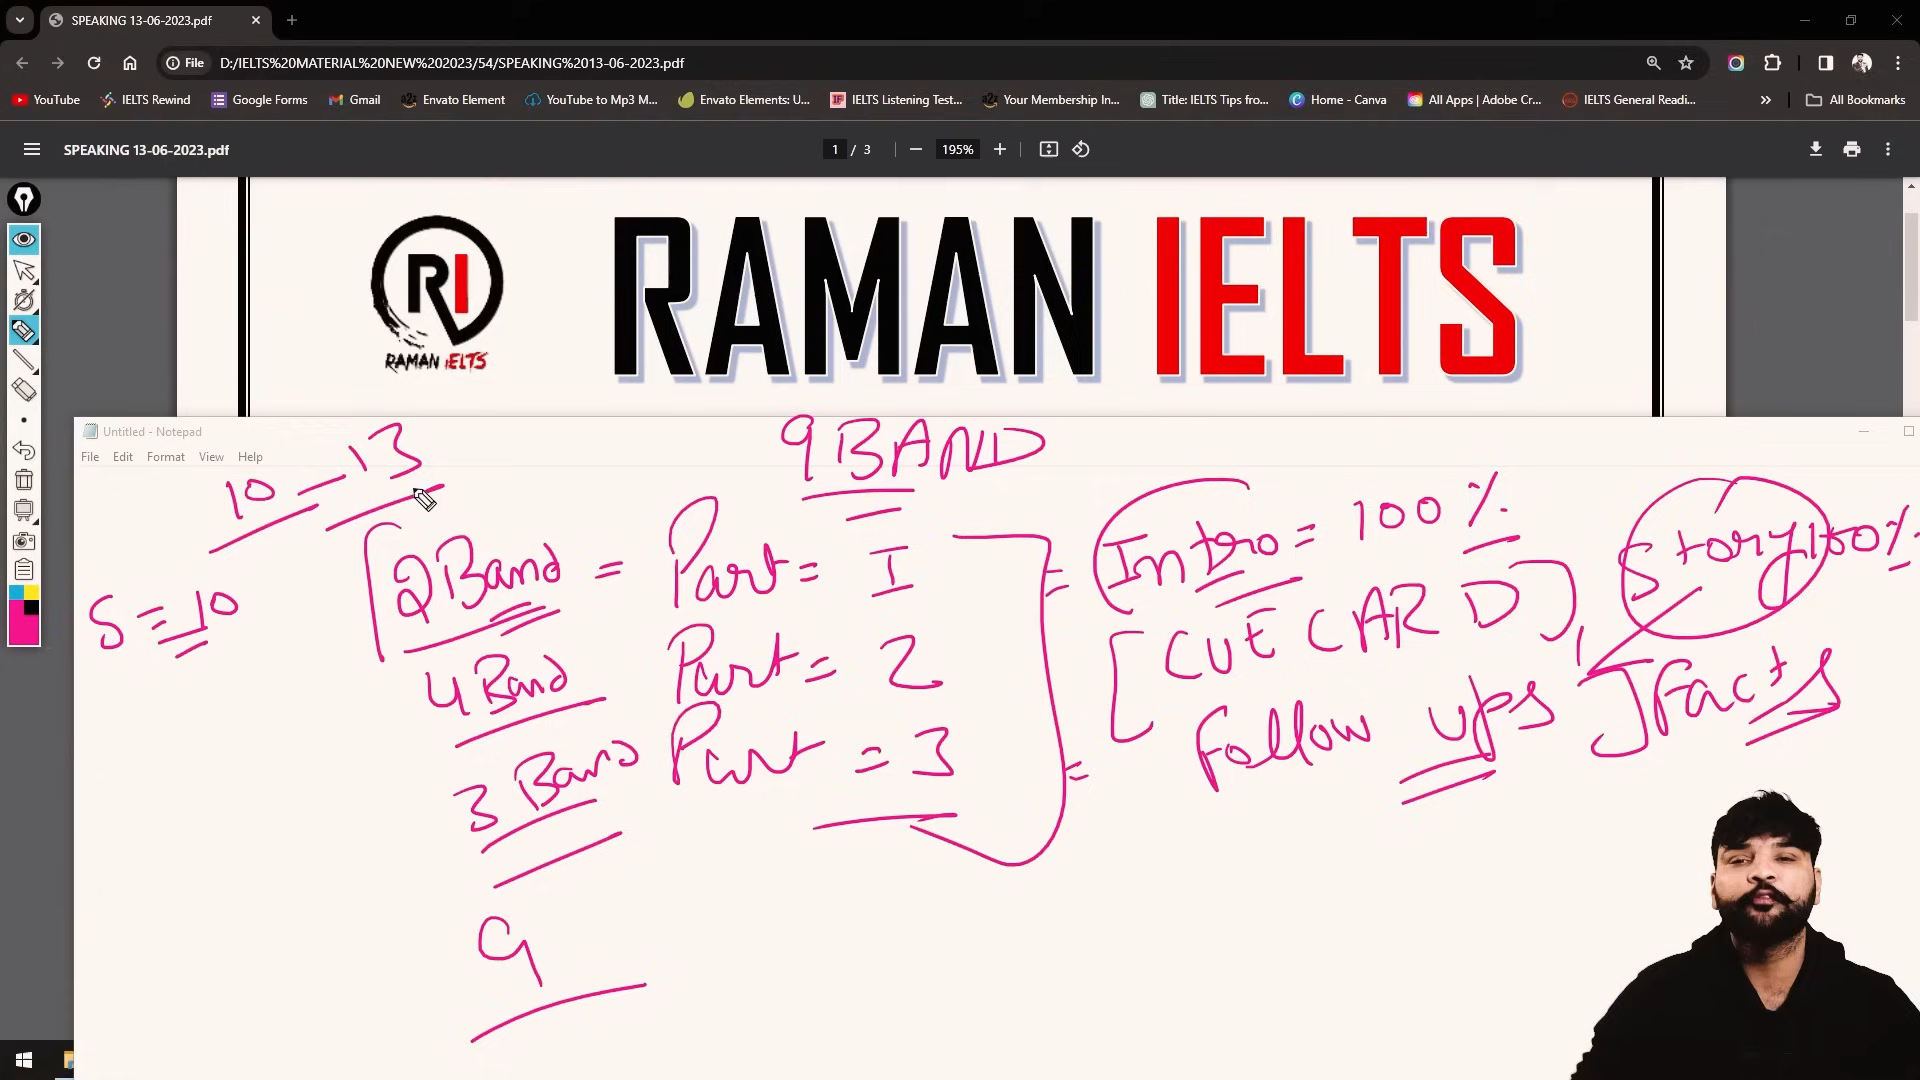 SPEAKING 13-06-2023.pdf
File D:/IELTS%20MATERIAL%20NEW%202023/54/SPEAKING%2013-06-2023.pdf
YouTube IELTS Rewind Google Forms Gmail Envato Element YouTube to Mp3 M... Envato Elements: U... IELTS Listening Test... Your Membership In... Title: IELTS Tips fro... Home - Canva All Apps | Adobe Cr... IELTS General Readi... » All Bookmarks
SPEAKING 13-06-2023.pdf 1 / 3 195%
RI
RAMAN IELTS
RAMAN IELTS
Untitled - Notepad
File Edit Format View Help
9 BAND
10 - 13
S = 10
2 Band = Part = I = Intro = 100 % Story 100%
4 Band Part = 2 [CUE CARD],
3 Band Part = 3 = Follow ups ] Facts
9